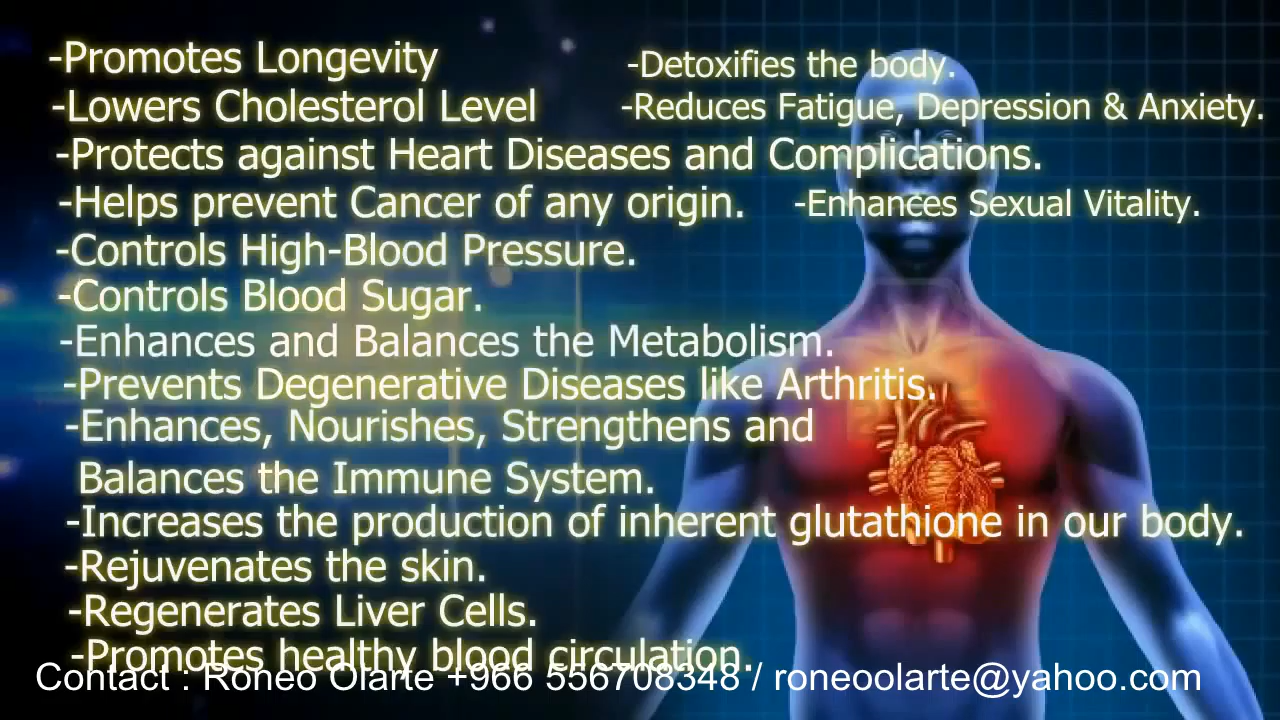 -Promotes Longevity
-Detoxifies the body.
-Lowers Cholesterol Level
-Reduces Fatigue, Depression & Anxiety.
-Protects against Heart Diseases and Complications.
-Helps prevent Cancer of any origin.
-Enhances Sexual Vitality.
-Controls High-Blood Pressure.
-Controls Blood Sugar.
-Enhances and Balances the Metabolism.
-Prevents Degenerative Diseases like Arthritis.
-Enhances, Nourishes, Strengthens and
Balances the Immune System.
-Increases the production of inherent glutathione in our body.
-Rejuvenates the skin.
-Regenerates Liver Cells.
-Promotes healthy blood circulation.
Contact : Roneo Olarte +966 556708348 / roneoolarte@yahoo.com